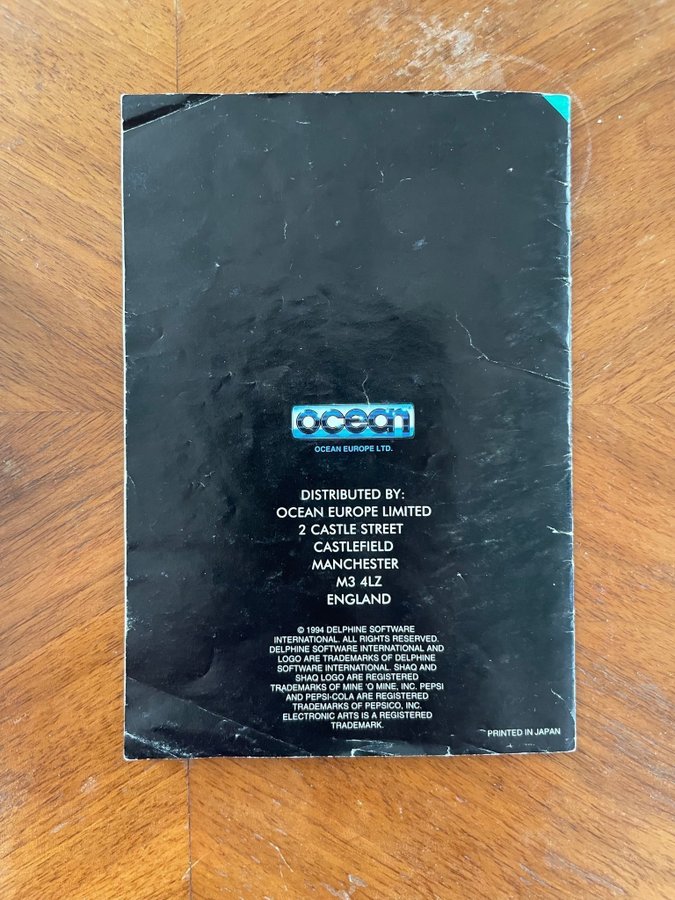 ocean
OCEAN EUROPE LTD.
DISTRIBUTED BY:
OCEAN EUROPE LIMITED
2 CASTLE STREET
CASTLEFIELD
MANCHESTER
M3 4LZ
ENGLAND
© 1994 DELPHINE SOFTWARE
INTERNATIONAL. ALL RIGHTS RESERVED.
DELPHINE SOFTWARE INTERNATIONAL AND
LOGO ARE TRADEMARKS OF DELPHINE
SOFTWARE INTERNATIONAL. SHAQ AND
SHAQ LOGO ARE REGISTERED
TRADEMARKS OF MINE 'O MINE, INC. PEPSI
AND PEPSI-COLA ARE REGISTERED
TRADEMARKS OF PEPSICO, INC.
ELECTRONIC ARTS IS A REGISTERED
TRADEMARK.
PRINTED IN JAPAN